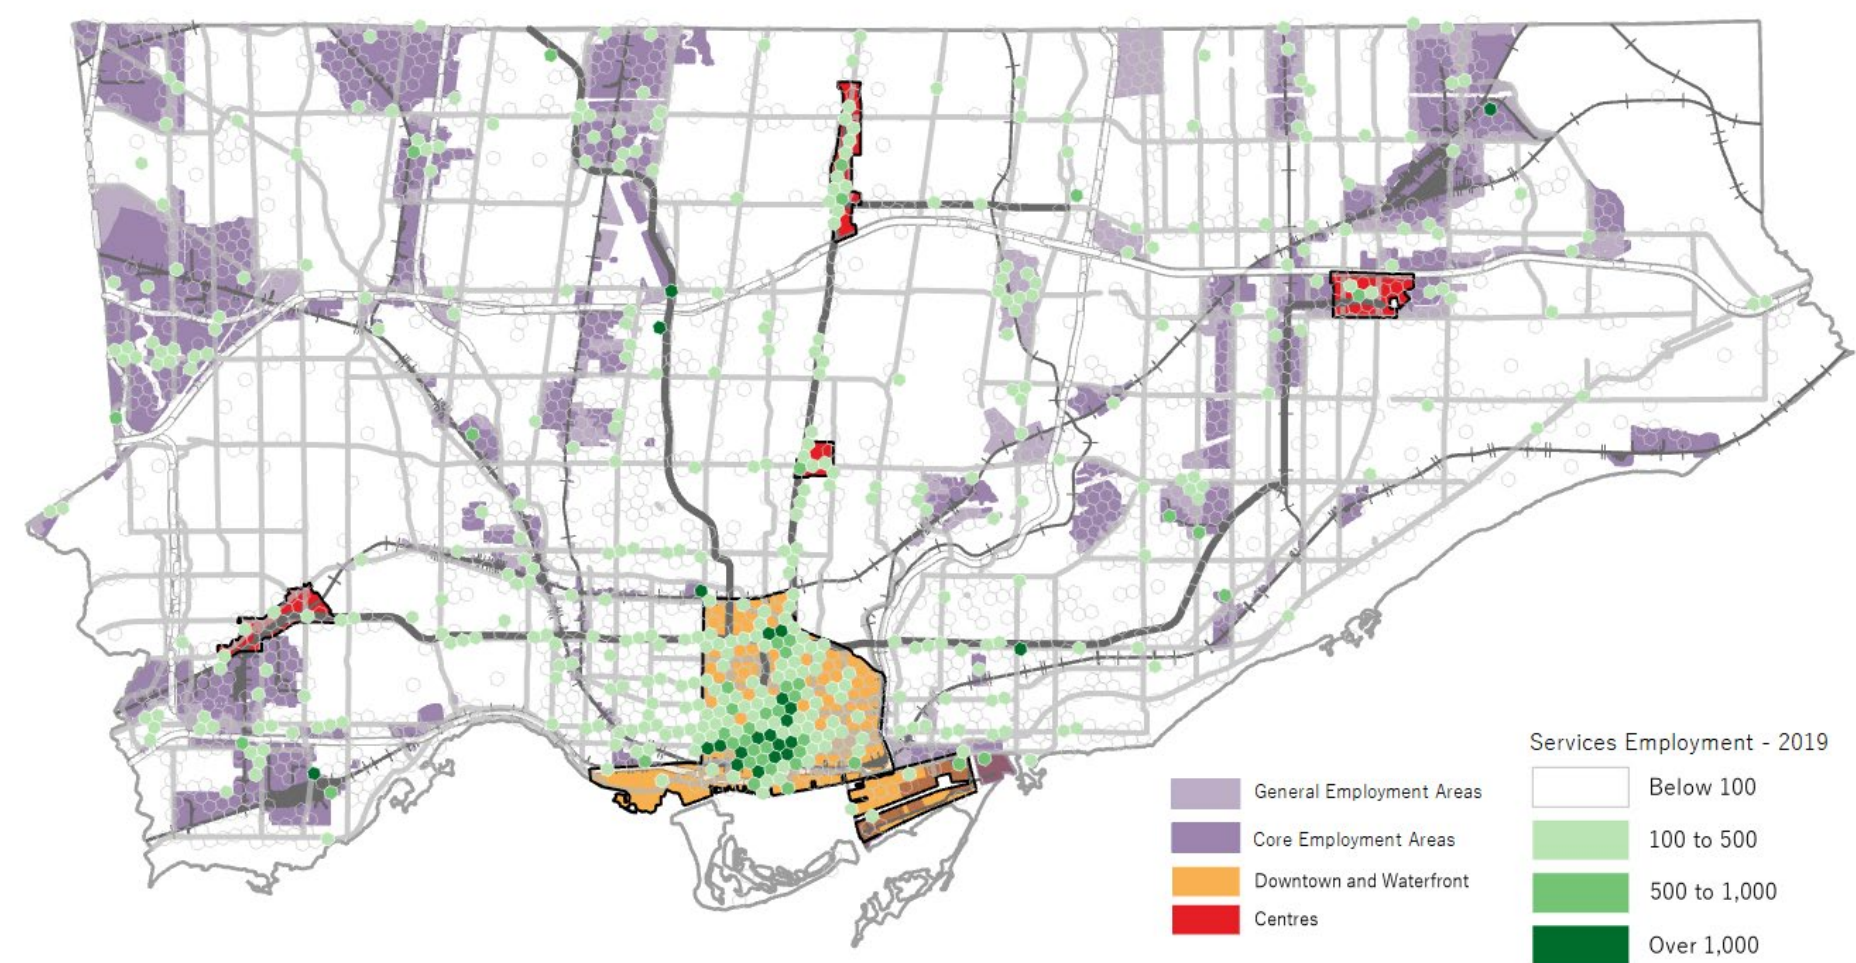 Services Employment - 2019
Below 100
100 to 500
500 to 1,000
Over 1,000
General Employment Areas
Core Employment Areas
Downtown and Waterfront
Centres